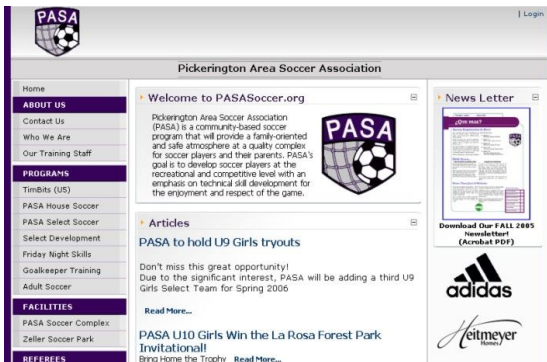 PASA
| Login
Pickerington Area Soccer Association
Home
ABOUT US
Contact Us
Who We Are
Our Training Staff
PROGRAMS
TimBits (U5)
PASA House Soccer
PASA Select Soccer
Select Development
Friday Night Skills
Goalkeeper Training
Adult Soccer
FACILITIES
PASA Soccer Complex
Zeller Soccer Park
REFEREES
Welcome to PASASoccer.org
Pickerington Area Soccer Association
(PASA) is a community-based soccer
program that will provide a family-oriented
and safe atmosphere at a quality complex
for soccer players and their parents. PASA's
goal is to develop soccer players at the
recreational and competitive level with an
emphasis on technical skill development for
the enjoyment and respect of the game.
PASA
Articles
PASA to hold U9 Girls tryouts
Don't miss this great opportunity!
Due to the significant interest, PASA will be adding a third U9
Girls Select Team for Spring 2006
Read More...
PASA U10 Girls Win the La Rosa Forest Park
Invitational!
Bring Home the Trophy Read More...
News Letter
¿Qm mas?
Download Our FALL 2005
Newsletter!
(Acrobat PDF)
adidas
Heitmeyer
Homes